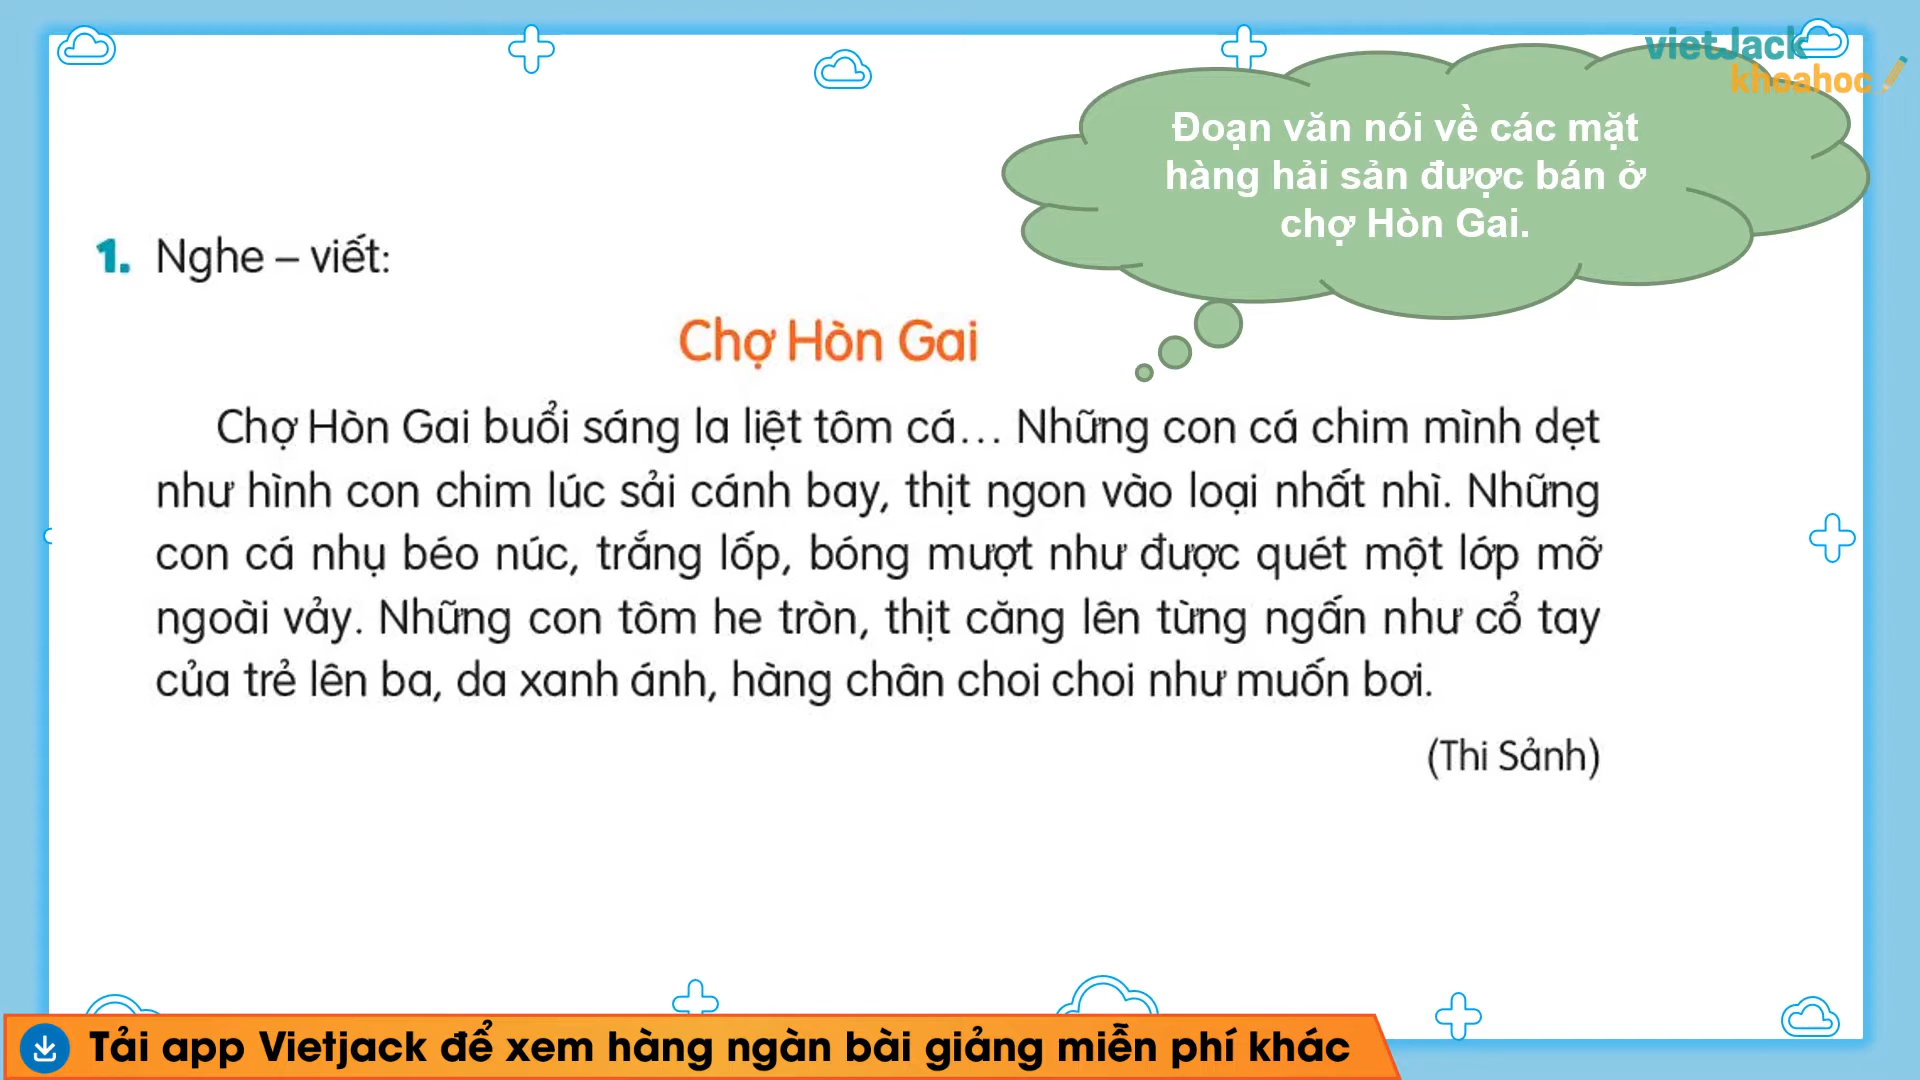 vietJack
khoahoc
Đoạn văn nói về các mặt
hàng hải sản được bán ở
chợ Hòn Gai.
1. Nghe – viết:
Chợ Hòn Gai
Chợ Hòn Gai buổi sáng la liệt tôm cá... Những con cá chim mình dẹt
như hình con chim lúc sải cánh bay, thịt ngon vào loại nhất nhì. Những
con cá nhụ béo núc, trắng lốp, bóng mượt như được quét một lớp mỡ
ngoài vảy. Những con tôm he tròn, thịt căng lên từng ngấn như cổ tay
của trẻ lên ba, da xanh ánh, hàng chân choi choi như muốn bơi.
(Thi Sảnh)
Tải app Vietjack để xem hàng ngàn bài giảng miễn phí khác